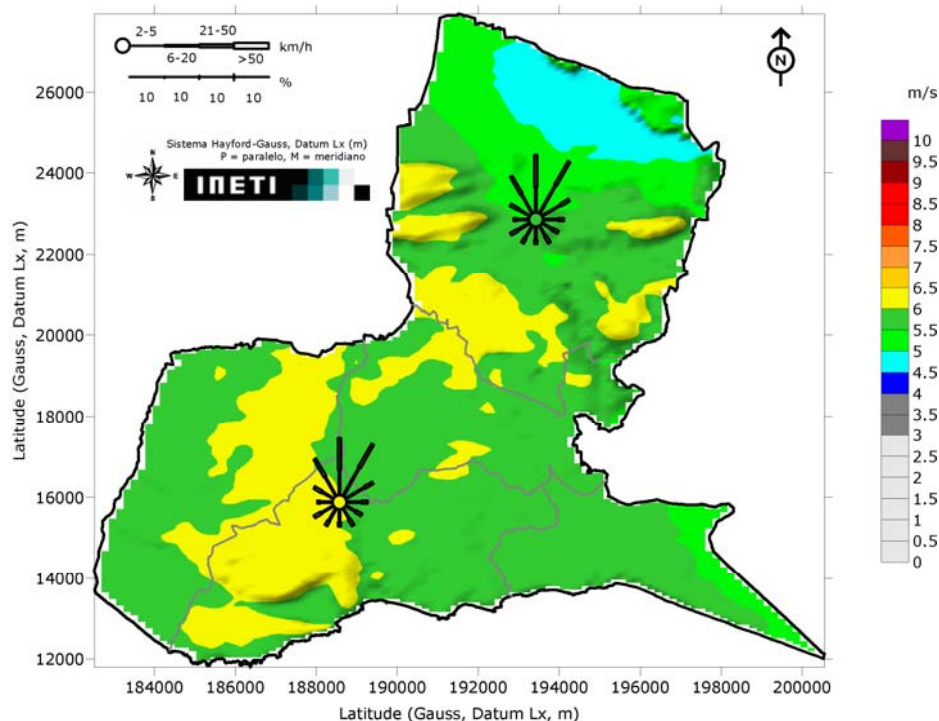 2-5 21-50
6-20 >50 km/h
10 10 10 10 %
N
Sistema Hayford-Gauss, Datum Lx (m)
P = paralelo, M = meridiano
N
W E
S
INETI
m/s
10
9.5
9
8.5
8
7.5
7
6.5
6
5.5
5
4.5
4
3.5
3
2.5
2
1.5
1
0.5
0
Latitude (Gauss, Datum Lx, m)
26000
24000
22000
20000
18000
16000
14000
12000
184000 186000 188000 190000 192000 194000 196000 198000 200000
Latitude (Gauss, Datum Lx, m)